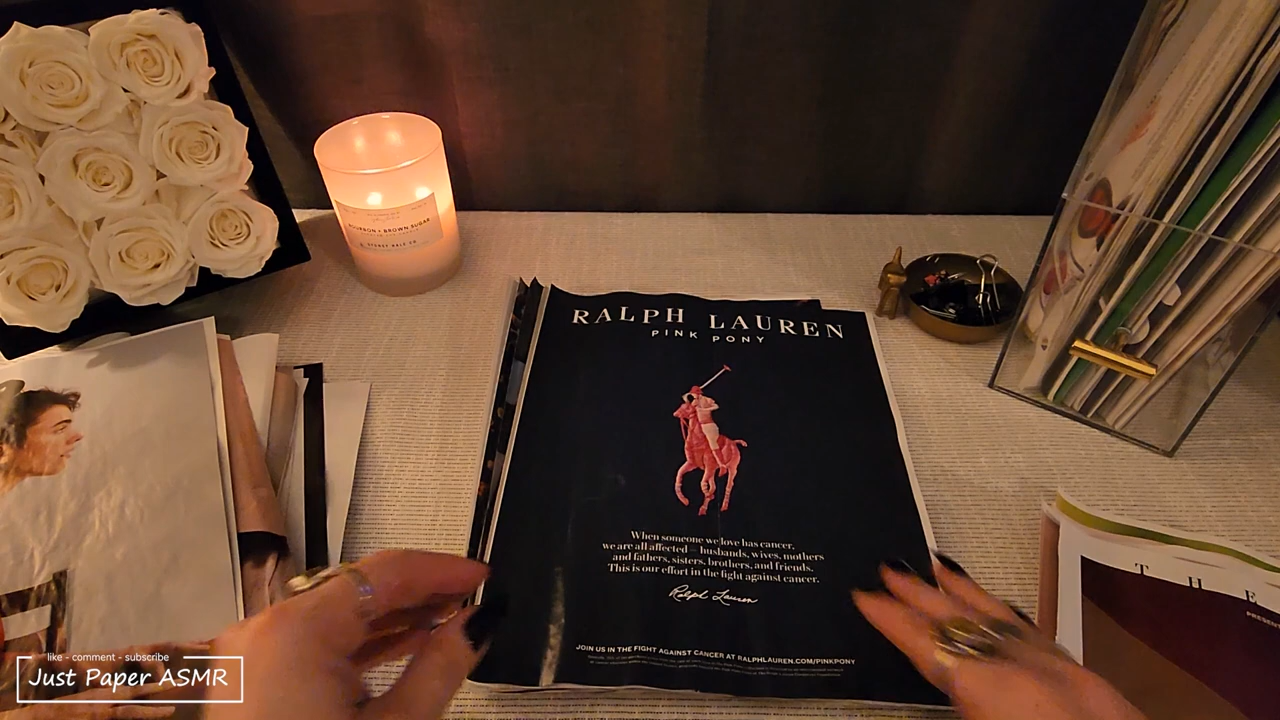 BOURBON + BROWN SUGAR
RALPH LAUREN
PINK PONY
When someone we love has cancer,
we are all affected — husbands, wives, mothers
and fathers, sisters, brothers, and friends.
This is our effort in the fight against cancer.
Ralph Lauren
JOIN US IN THE FIGHT AGAINST CANCER AT RALPHLAUREN.COM/PINKPONY
THE
like - comment - subscribe
Just Paper ASMR